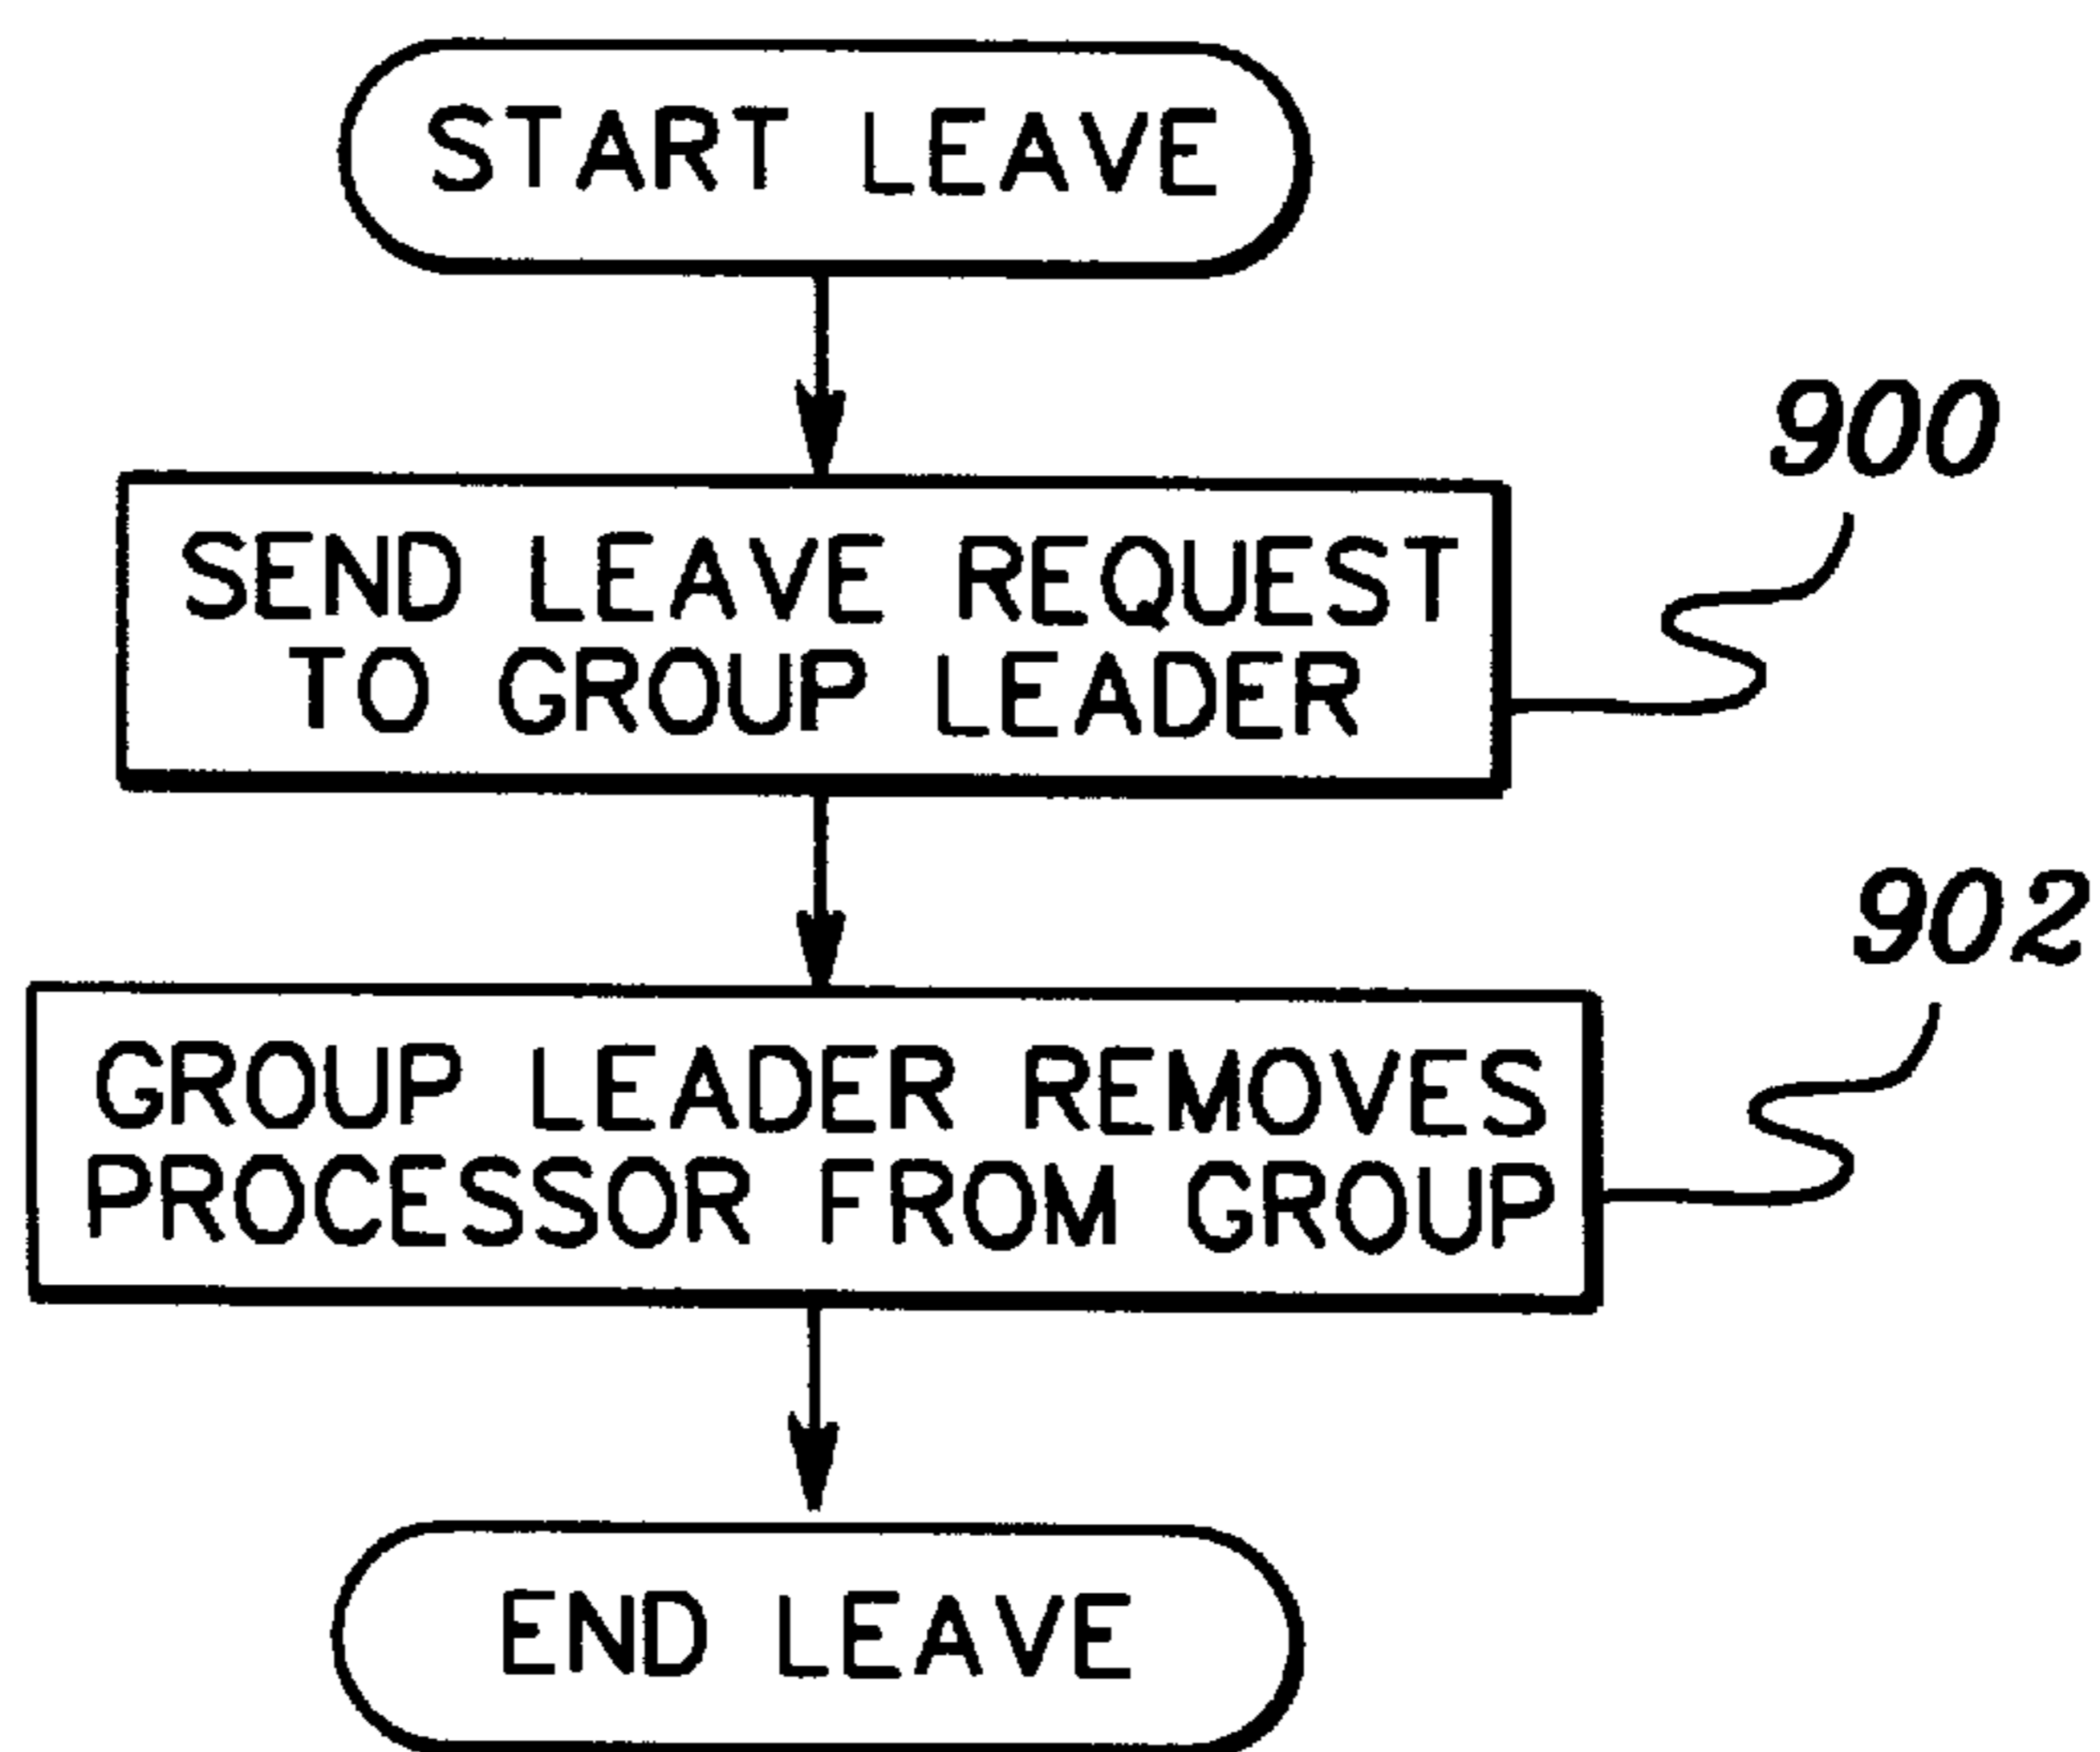 START LEAVE
900
SEND LEAVE REQUEST
TO GROUP LEADER
902
GROUP LEADER REMOVES
PROCESSOR FROM GROUP
END LEAVE